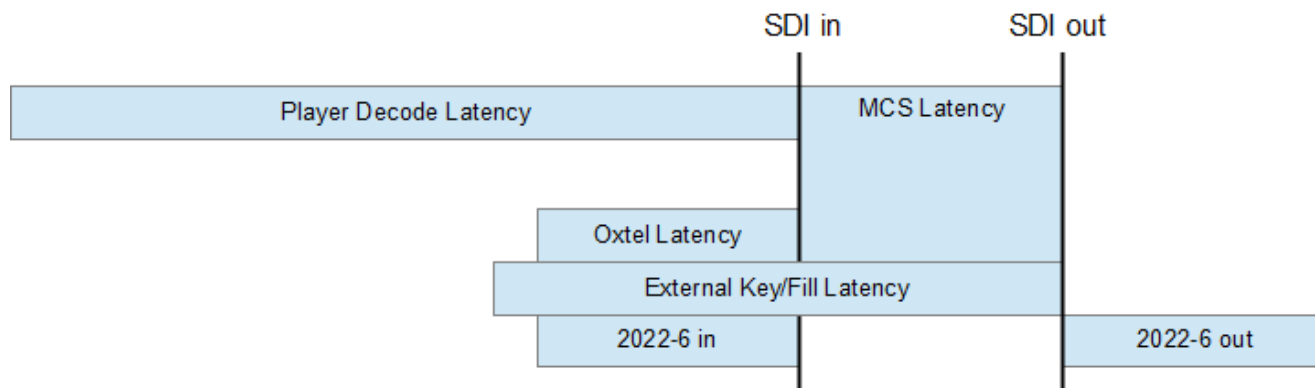 SDI in
SDI out
Player Decode Latency
MCS Latency
Oxtel Latency
External Key/Fill Latency
2022-6 in
2022-6 out